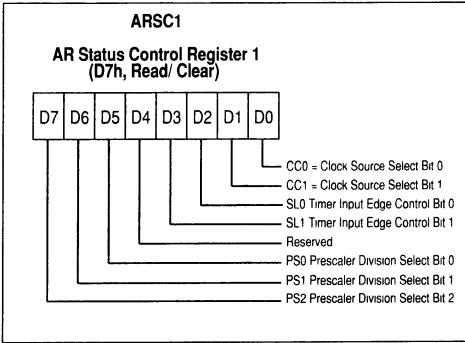 ARSC1
AR Status Control Register 1
(D7h, Read/ Clear)
D7 D6 D5 D4 D3 D2 D1 D0
CC0 = Clock Source Select Bit 0
CC1 = Clock Source Select Bit 1
SL0 Timer Input Edge Control Bit 0
SL1 Timer Input Edge Control Bit 1
Reserved
PS0 Prescaler Division Select Bit 0
PS1 Prescaler Division Select Bit 1
PS2 Prescaler Division Select Bit 2